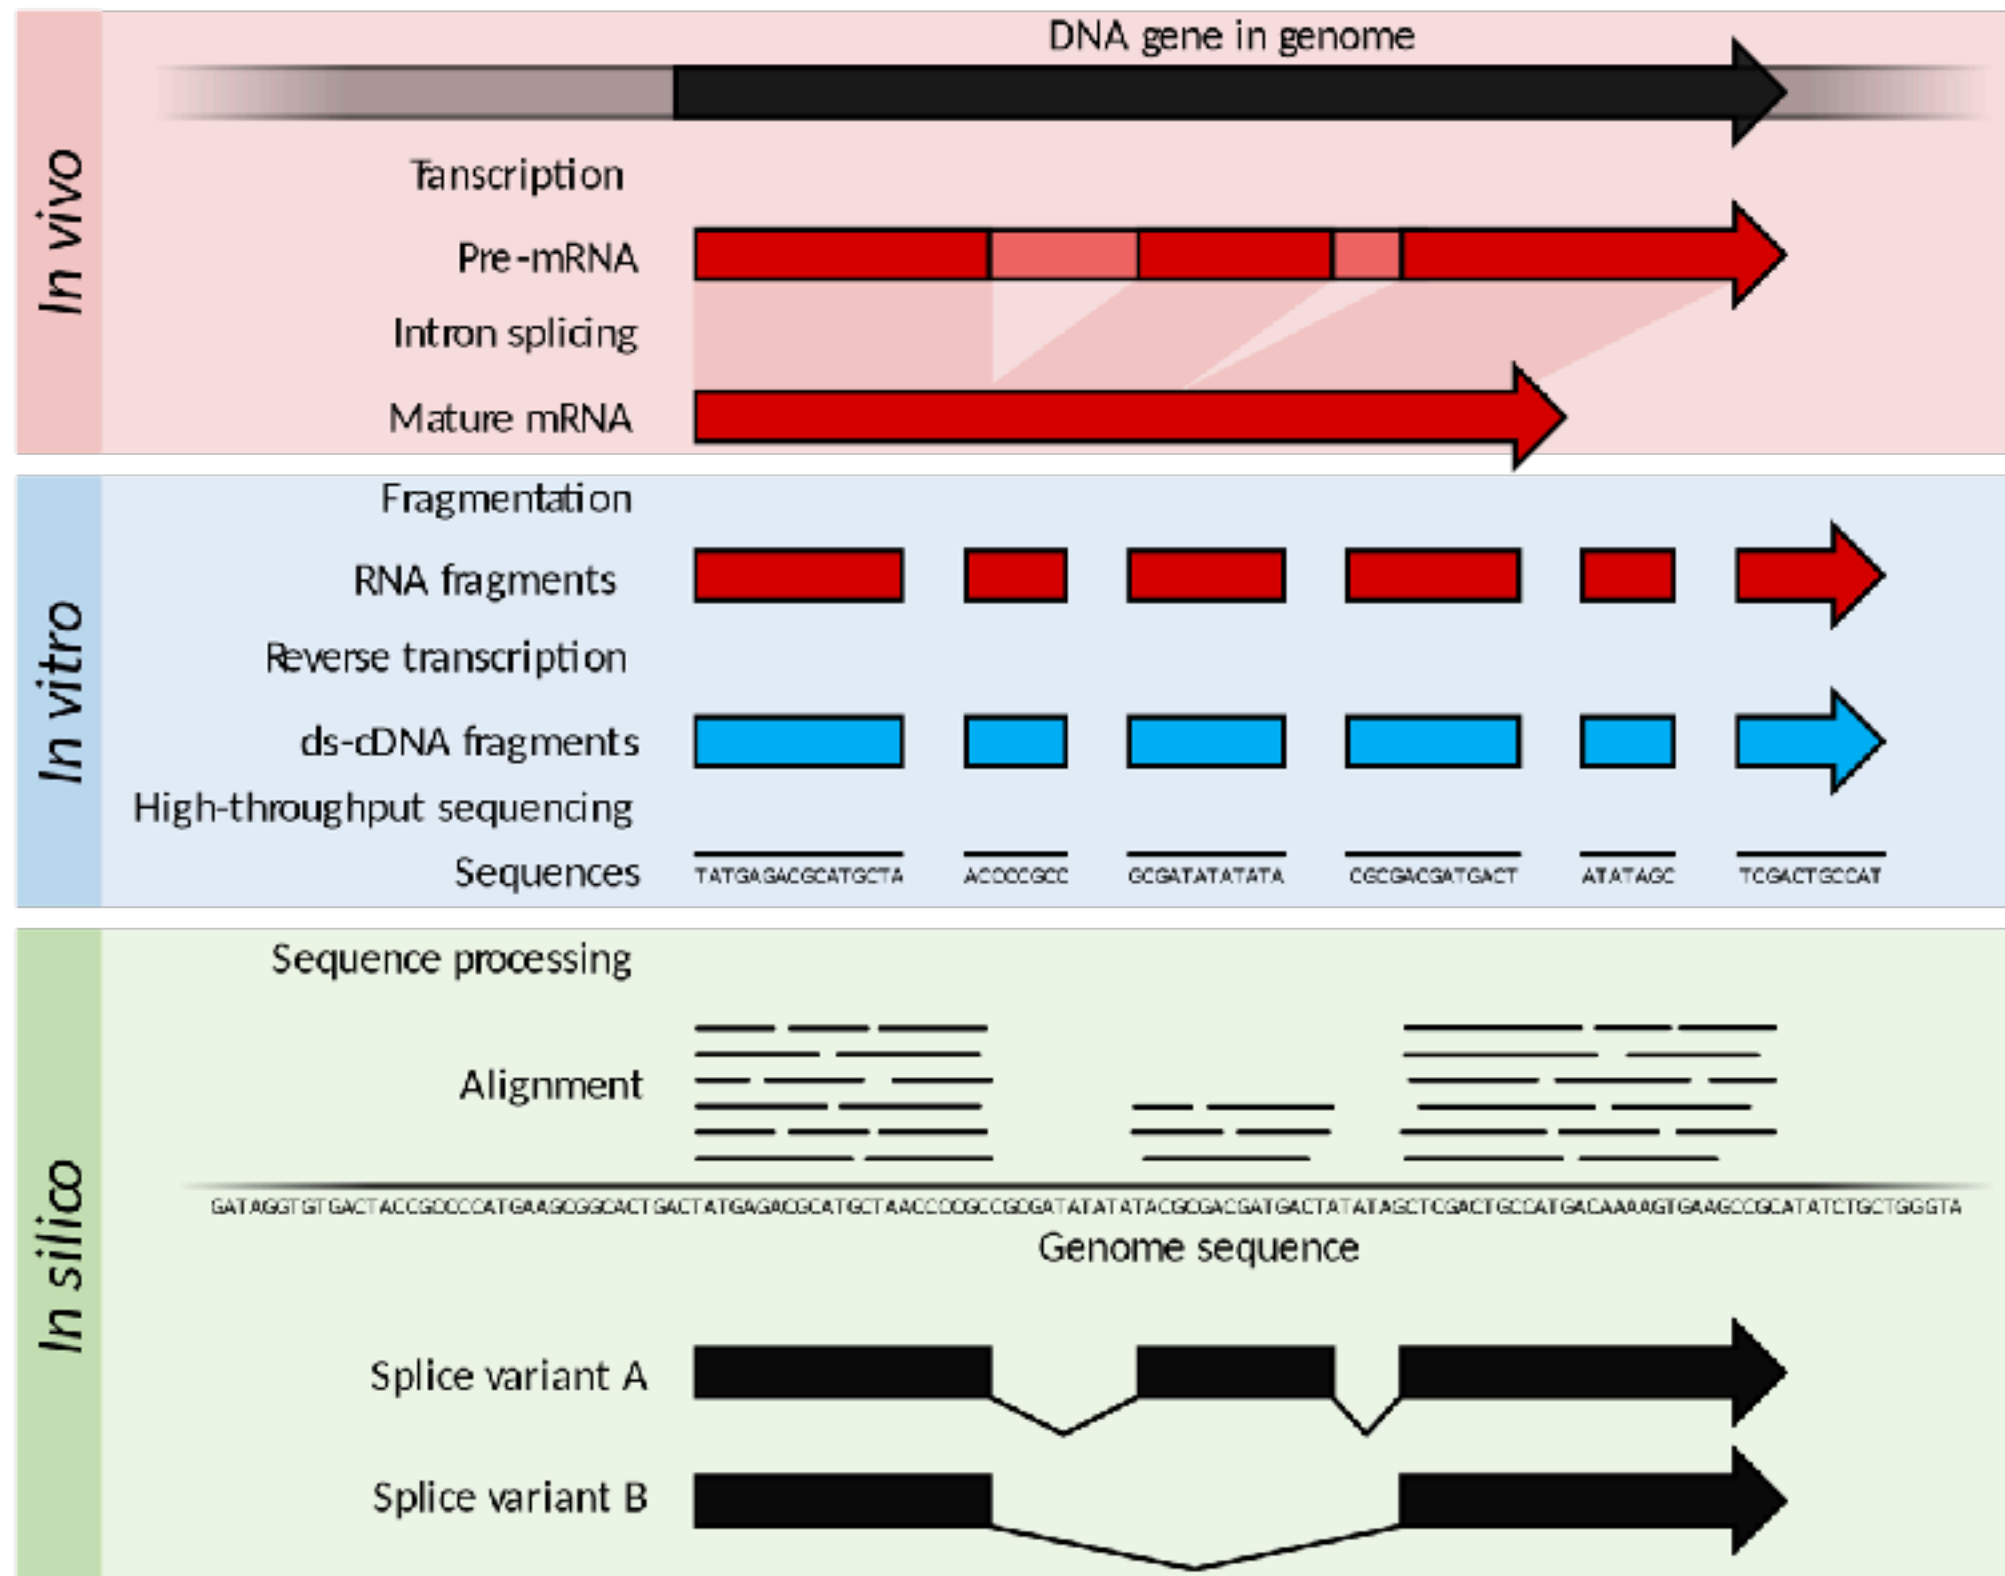 In vivo
DNA gene in genome
Transcription
Pre-mRNA
Intron splicing
Mature mRNA
In vitro
Fragmentation
RNA fragments
Reverse transcription
ds-cDNA fragments
High-throughput sequencing
Sequences
TATGAGACGCATGCTA ACCCCGCC GCGATATATATA CGCGACGATGACT ATATAGC TCGACTGCCAT
In silico
Sequence processing
Alignment
GATAGGTGTGACTACCGCCCCATGAAGCGGCACTGACTATGAGACGCATGCTAACCCCGCCGCGATATATATACGCGACGATGACTATATAGCTCGACTGCCATGACAAAAGTGAAGCCGCATATCTGCTGGGTA
Genome sequence
Splice variant A
Splice variant B